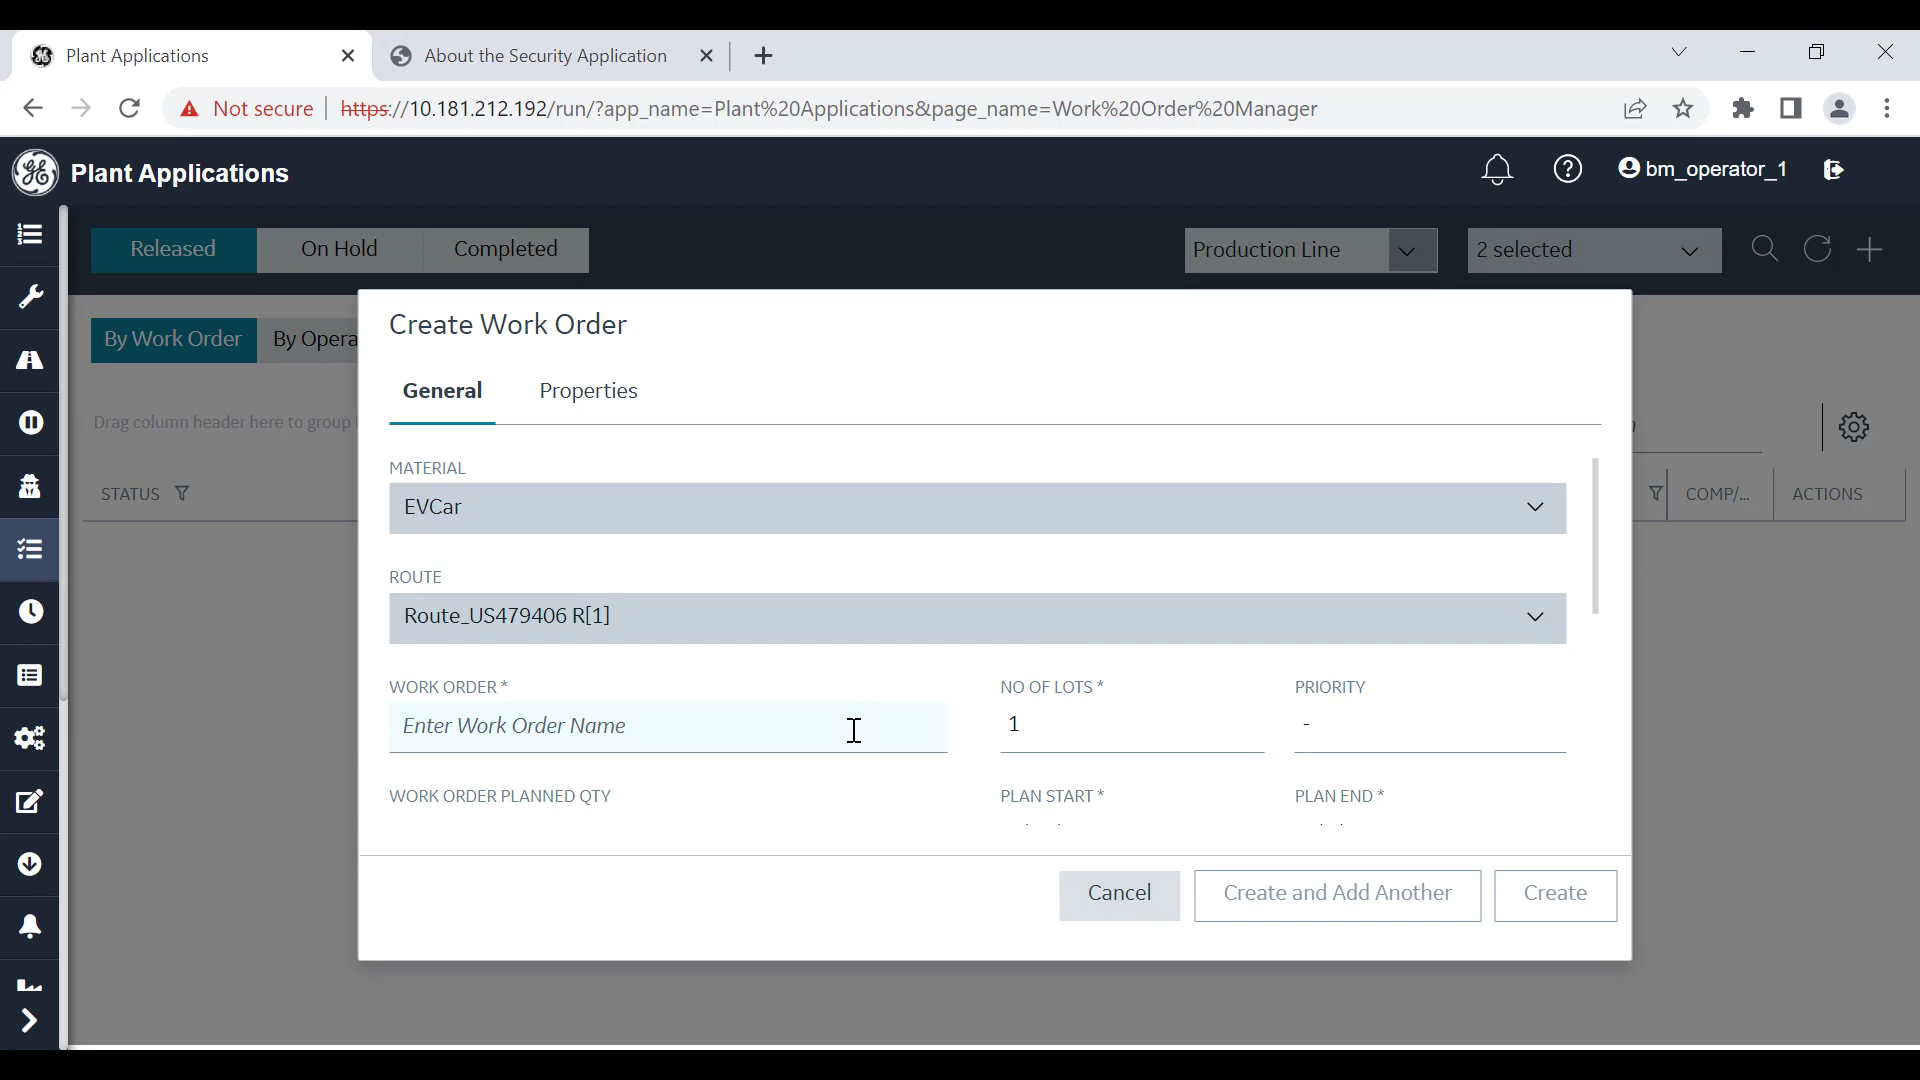 Plant Applications
About the Security Application
Not secure
https://10.181.212.192/run/?app_name=Plant%20Applications&page_name=Work%20Order%20Manager
Plant Applications
bm_operator_1
Released
On Hold
Completed
Production Line
2 selected
Create Work Order
By Work Order
By Opera
General
Properties
Drag column header here to group
MATERIAL
STATUS
EVCar
COMP/...
ACTIONS
ROUTE
Route_US479406 R[1]
WORK ORDER *
NO OF LOTS *
PRIORITY
Enter Work Order Name
1
-
WORK ORDER PLANNED QTY
PLAN START *
PLAN END *
Cancel
Create and Add Another
Create